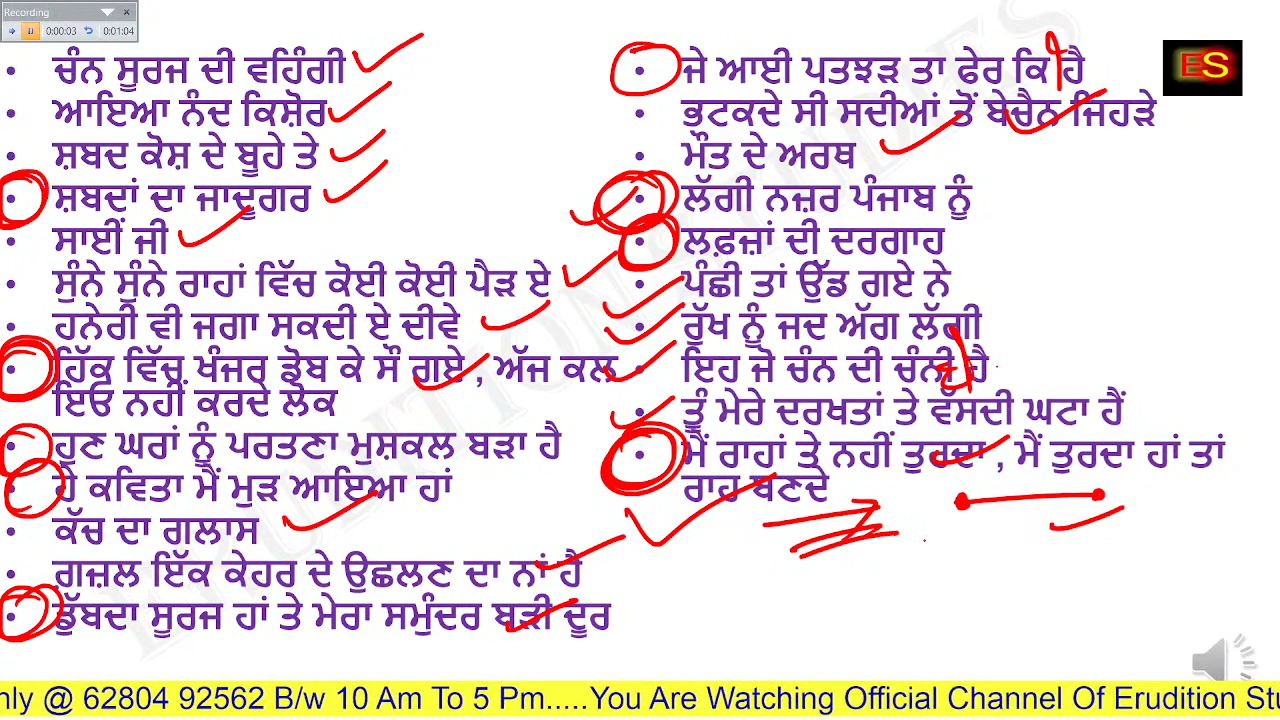 Recording
0:00:03
0:01:04
ES
ਚੰਨ ਸੂਰਜ ਦੀ ਵਹਿੰਗੀ
ਆਇਆ ਨੰਦ ਕਿਸ਼ੋਰ
ਸ਼ਬਦ ਕੋਸ਼ ਦੇ ਬੂਹੇ ਤੇ
ਸ਼ਬਦਾਂ ਦਾ ਜਾਦੂਗਰ
ਸਾਈਂ ਜੀ
ਸੁੰਨੇ ਸੁੰਨੇ ਰਾਹਾਂ ਵਿੱਚ ਕੋਈ ਕੋਈ ਪੈੜ ਏ
ਹਨੇਰੀ ਵੀ ਜਗਾ ਸਕਦੀ ਏ ਦੀਵੇ
ਹਿੱਕ ਵਿੱਚ ਖੰਜਰ ਡੋਬ ਕੇ ਸੌਂ ਗਏ , ਅੱਜ ਕਲ
ਇਓ ਨਹੀਂ ਕਰਦੇ ਲੋਕ
ਹੁਣ ਘਰਾਂ ਨੂੰ ਪਰਤਣਾ ਮੁਸ਼ਕਲ ਬੜਾ ਹੈ
ਹੇ ਕਵਿਤਾ ਮੈਂ ਮੁੜ ਆਇਆ ਹਾਂ
ਕੱਚ ਦਾ ਗਲਾਸ
ਗ਼ਜ਼ਲ ਇੱਕ ਕੇਹਰ ਦੇ ਉਛਲਣ ਦਾ ਨਾਂ ਹੈ
ਡੁੱਬਦਾ ਸੂਰਜ ਹਾਂ ਤੇ ਮੇਰਾ ਸਮੁੰਦਰ ਬੜੀ ਦੂਰ
ਜੇ ਆਈ ਪਤਝੜ ਤਾ ਫੇਰ ਕਿ ਹੈ
ਭਟਕਦੇ ਸੀ ਸਦੀਆਂ ਤੋਂ ਬੇਚੈਨ ਜਿਹੜੇ
ਮੌਤ ਦੇ ਅਰਥ
ਲੱਗੀ ਨਜ਼ਰ ਪੰਜਾਬ ਨੂੰ
ਲਫ਼ਜ਼ਾਂ ਦੀ ਦਰਗਾਹ
ਪੰਛੀ ਤਾਂ ਉੱਡ ਗਏ ਨੇ
ਰੁੱਖ ਨੂੰ ਜਦ ਅੱਗ ਲੱਗੀ
ਇਹ ਜੋ ਚੰਨ ਦੀ ਹੈ
ਤੂੰ ਮੇਰੇ ਦਰਖਤਾਂ ਤੇ ਵੱਸਦੀ ਘਟਾ ਹੈਂ
ਮੈਂ ਰਾਹਾਂ ਤੇ ਨਹੀਂ ਤੁਰਦਾ , ਮੈਂ ਤੁਰਦਾ ਹਾਂ ਤਾਂ
ਰਾਹ ਬਣਦੇ
nly @ 62804 92562 B/w 10 Am To 5 Pm.....You Are Watching Official Channel Of Erudition Stu